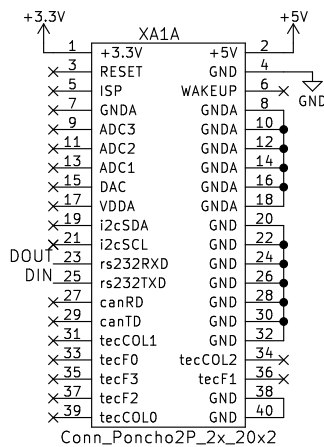 +3.3V +5V
XA1A
1 +3.3V +5V 2
3 RESET GND 4
GND
5 ISP WAKEUP 6
7 GNDA GNDA 8
9 ADC3 GNDA 10
11 ADC2 GNDA 12
13 ADC1 GNDA 14
15 DAC GNDA 16
17 VDDA GNDA 18
19 i2cSDA GND 20
21 i2cSCL GND 22
DOUT 23 rs232RXD GND 24
DIN 25 rs232TXD GND 26
27 canRD GND 28
29 canTD GND 30
31 tecCOL1 GND 32
33 tecF0 tecCOL2 34
35 tecF3 tecF1 36
37 tecF2 GND 38
39 tecCOL0 GND 40
Conn_Poncho2P_2x_20x2